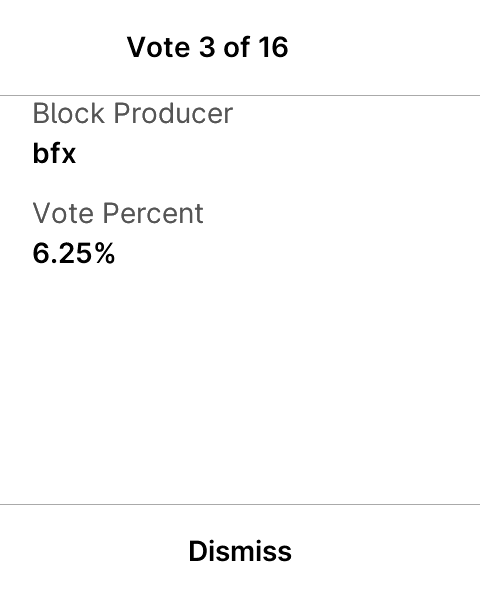 Vote 3 of 16
Block Producer
bfx
Vote Percent
6.25%
Dismiss